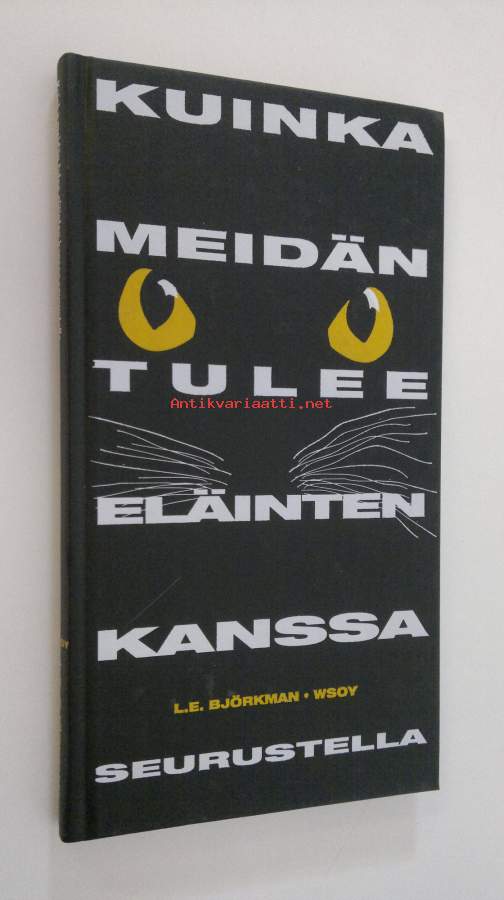 KUINKA
MEIDÄN
TULEE
Antikvariaatti.net
ELÄINTEN
KANSSA
L.E. BJÖRKMAN • WSOY
SEURUSTELLA